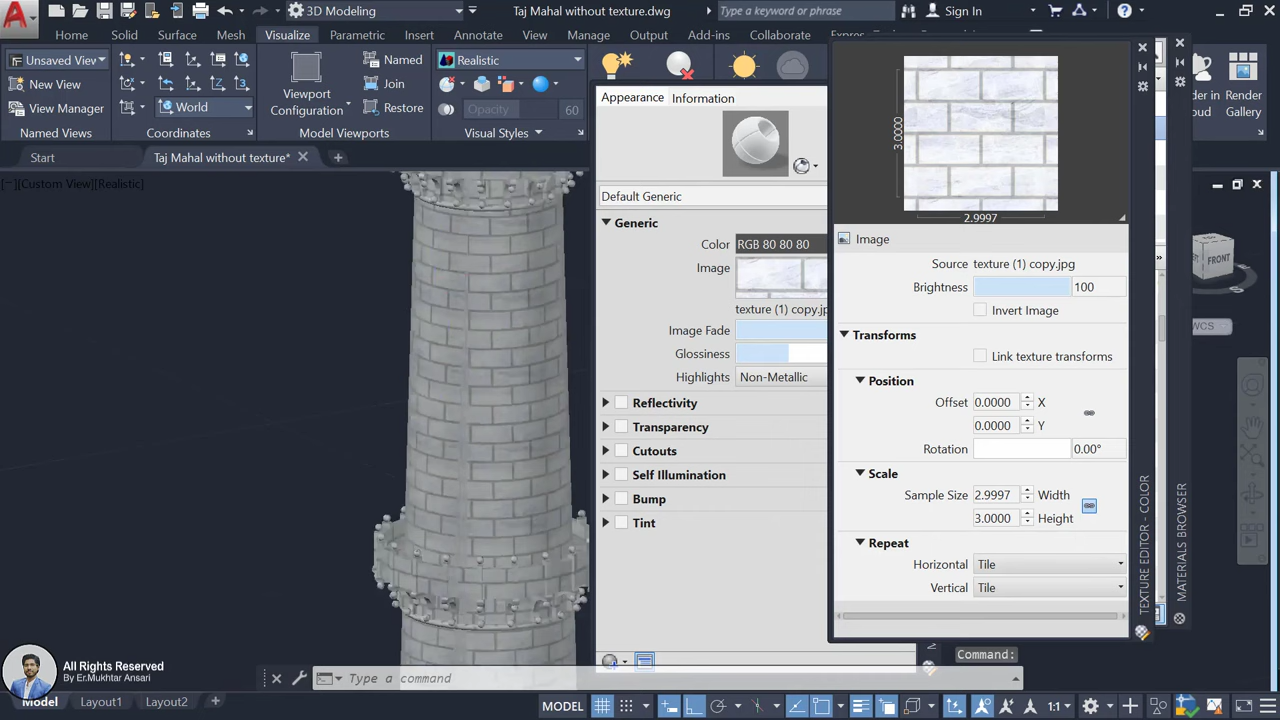 3D Modeling
Taj Mahal without texture.dwg
Type a keyword or phrase
Sign In
Home
Solid
Surface
Mesh
Visualize
Parametric
Insert
Annotate
View
Manage
Output
Add-ins
Collaborate
Unsaved View
New View
View Manager
Named Views
World
Coordinates
Viewport
Configuration
Named
Join
Restore
Model Viewports
Realistic
Opacity
60
Visual Styles
Render
Gallery
Start
Taj Mahal without texture*
[−][Custom View][Realistic]
Appearance
Information
Default Generic
Generic
Color
RGB 80 80 80
Image
texture (1) copy.jp
Image Fade
Glossiness
Highlights
Non-Metallic
Reflectivity
Transparency
Cutouts
Self Illumination
Bump
Tint
3.0000
2.9997
Image
Source
texture (1) copy.jpg
Brightness
100
Invert Image
Transforms
Link texture transforms
Position
Offset
0.0000
X
0.0000
Y
Rotation
0.00°
Scale
Sample Size
2.9997
Width
3.0000
Height
Repeat
Horizontal
Tile
Vertical
Tile
TEXTURE EDITOR - COLOR
MATERIALS BROWSER
FRONT
WCS
Command:
Type a command
All Rights Reserved
By Er.Mukhtar Ansari
Model
Layout1
Layout2
MODEL
1:1